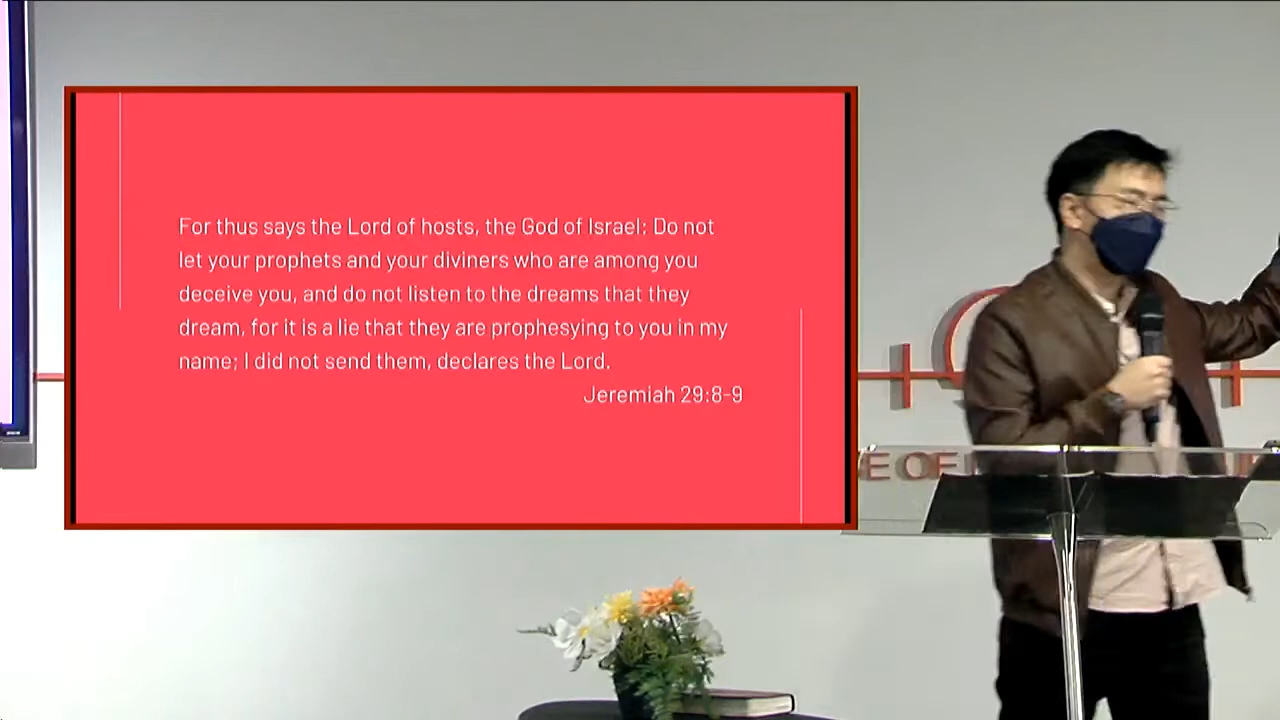 For thus says the Lord of hosts, the God of Israel: Do not
let your prophets and your diviners who are among you
deceive you, and do not listen to the dreams that they
dream, for it is a lie that they are prophesying to you in my
name; I did not send them, declares the Lord.
Jeremiah 29:8-9
E OF